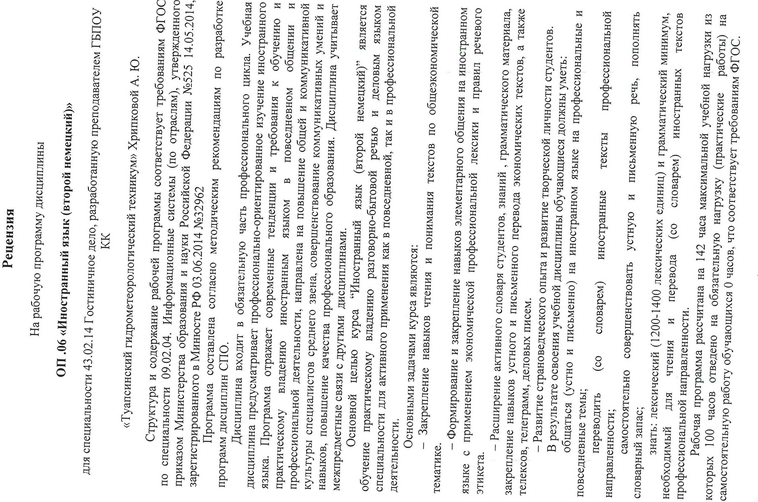 Рецензия
На рабочую программу дисциплины
ОП .06 «Иностранный язык (второй немецкий)»
для специальности 43.02.14 Гостиничное дело, разработанную преподавателем ГБПОУ
КК
«Туапсинский гидрометеорологический техникум» Хрипковой А. Ю.
Структура и содержание рабочей программы соответствует требованиям ФГОС
по специальности 09.02.04. Информационные системы (по отраслям), утвержденного
приказом Министерства образования и науки Российской Федерации №525 14.05.2014,
зарегистрированного в Минюсте РФ 03.06.2014 №32962
Программа составлена согласно методическим рекомендациям по разработке
программ дисциплин СПО.
Дисциплина входит в обязательную часть профессионального цикла. Учебная
дисциплина предусматривает профессионально-ориентированное изучение иностранного
языка. Программа отражает современные тенденции и требования к обучению и
практическому владению иностранным языком в повседневном общении и
профессиональной деятельности, направлена на повышение общей и коммуникативной
культуры специалистов среднего звена, совершенствование коммуникативных умений и
навыков, повышение качества профессионального образования. Дисциплина учитывает
межпредметные связи с другими дисциплинами.
Основной целью курса "Иностранный язык (второй немецкий)" является
обучение практическому владению разговорно-бытовой речью и деловым языком
специальности для активного применения как в повседневной, так и в профессиональной
деятельности.
Основными задачами курса являются:
– Закрепление навыков чтения и понимания текстов по общеэкономической
тематике.
– Формирование и закрепление навыков элементарного общения на иностранном
языке с применением экономической профессиональной лексики и правил речевого
этикета.
– Расширение активного словаря студентов, знаний , грамматического материала,
закрепление навыков устного и письменного перевода экономических текстов, а также
телексов, телеграмм, деловых писем.
– Развитие страноведческого опыта и развитие творческой личности студентов.
В результате освоения учебной дисциплины обучающиеся должны уметь:
общаться (устно и письменно) на иностранном языке на профессиональные и
повседневные темы;
переводить (со словарем) иностранные тексты профессиональной
направленности;
самостоятельно совершенствовать устную и письменную речь, пополнять
словарный запас;
знать: лексический (1200-1400 лексических единиц) и грамматический минимум,
необходимый для чтения и перевода (со словарем) иностранных текстов
профессиональной направленности.
Рабочая программа рассчитана на 142 часа максимальной учебной нагрузки из
которых 100 часов отведено на обязательную нагрузку (практические работы) на
самостоятельную работу обучающихся 0 часов, что соответствует требованиям ФГОС.